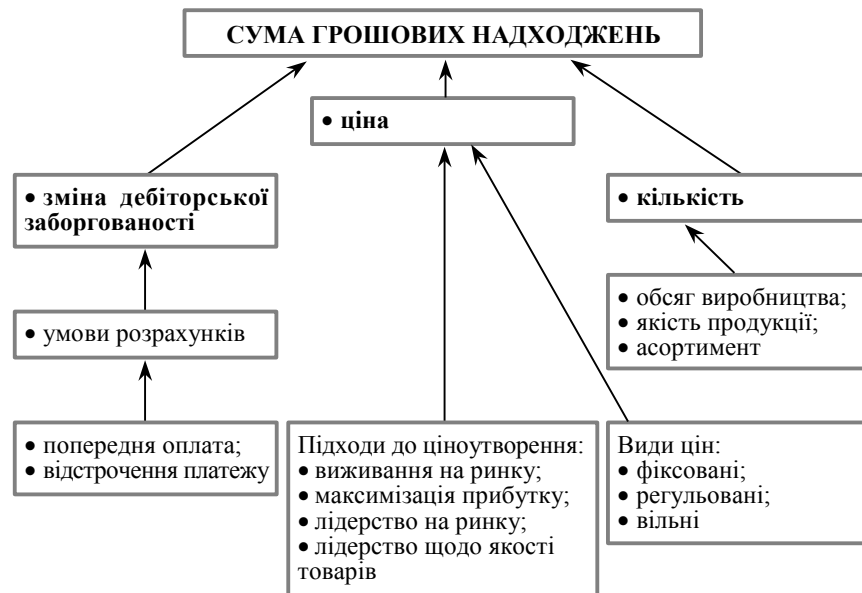 СУМА ГРОШОВИХ НАДХОДЖЕНЬ
• ціна
• зміна дебіторської
заборгованості
• кількість
• умови розрахунків
• обсяг виробництва;
• якість продукції;
• асортимент
• попередня оплата;
• відстрочення платежу
Підходи до ціноутворення:
• виживання на ринку;
• максимізація прибутку;
• лідерство на ринку;
• лідерство щодо якості
товарів
Види цін:
• фіксовані;
• регульовані;
• вільні